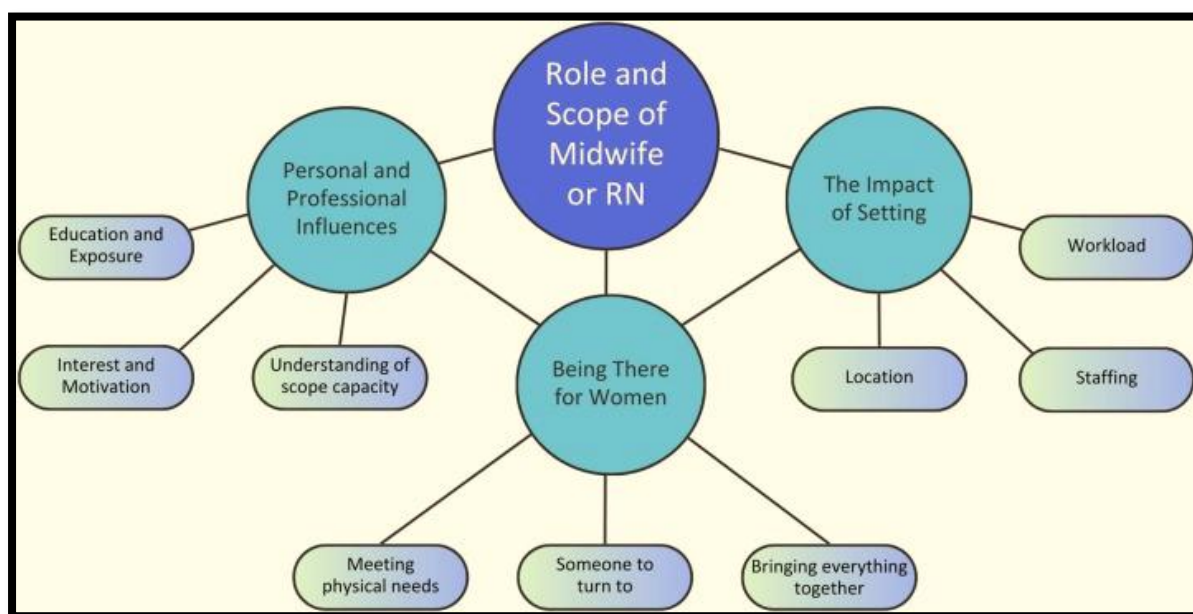 Role and
Scope of
Midwife
or RN
Personal and
Professional
Influences
The Impact
of Setting
Education and
Exposure
Workload
Interest and
Motivation
Understanding of
scope capacity
Being There
for Women
Location
Staffing
Meeting
physical needs
Someone to
turn to
Bringing everything
together